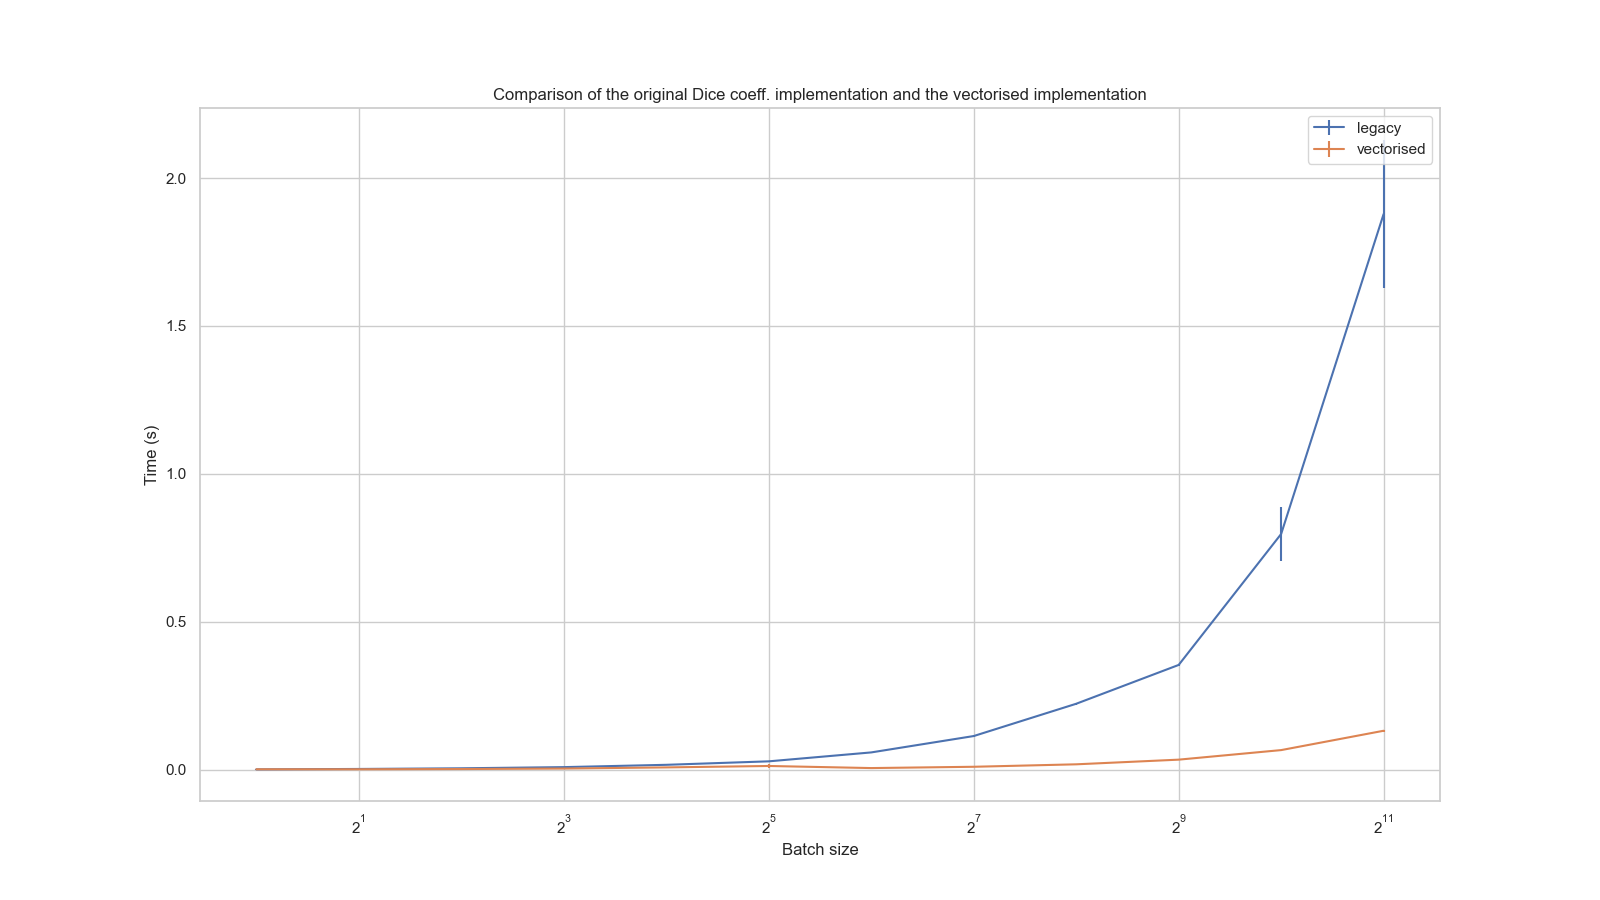 Comparison of the original Dice coeff. implementation and the vectorised implementation
legacy
vectorised
2.0
1.5
1.0
0.5
0.0
Time (s)
2^1 2^3 2^5 2^7 2^9 2^11
Batch size